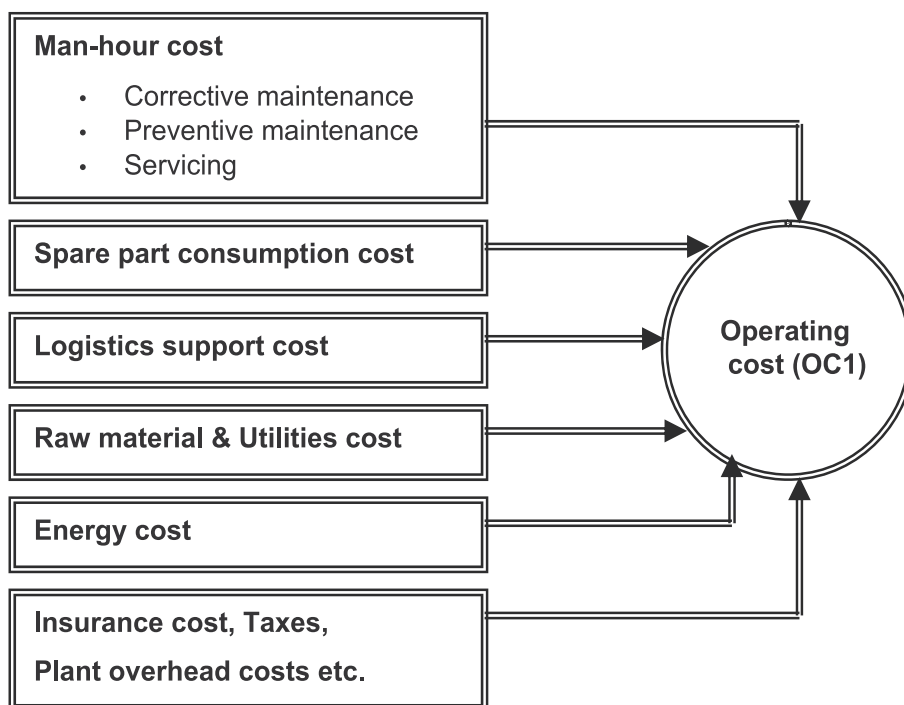 Man-hour cost
• Corrective maintenance
• Preventive maintenance
• Servicing
Spare part consumption cost
Logistics support cost
Raw material & Utilities cost
Energy cost
Insurance cost, Taxes,
Plant overhead costs etc.
Operating
cost (OC1)